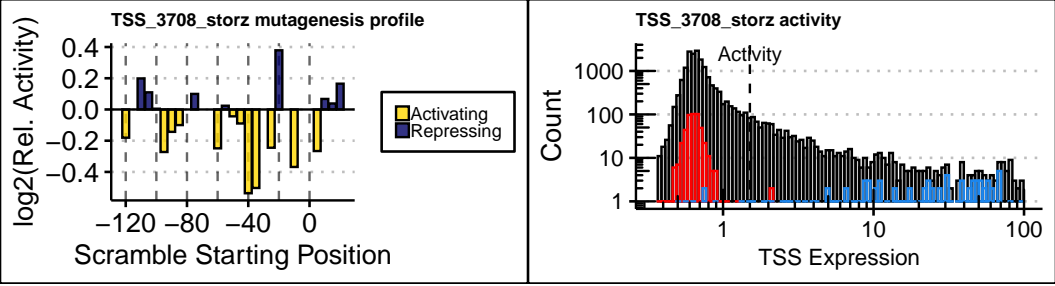 TSS_3708_storz mutagenesis profile
log2(Rel. Activity)
0.4
0.2
0.0
−0.2
−0.4
−120 −80 −40 0
Scramble Starting Position
Activating
Repressing
TSS_3708_storz activity
Activity
Count
1000
100
10
1
1 10 100
TSS Expression